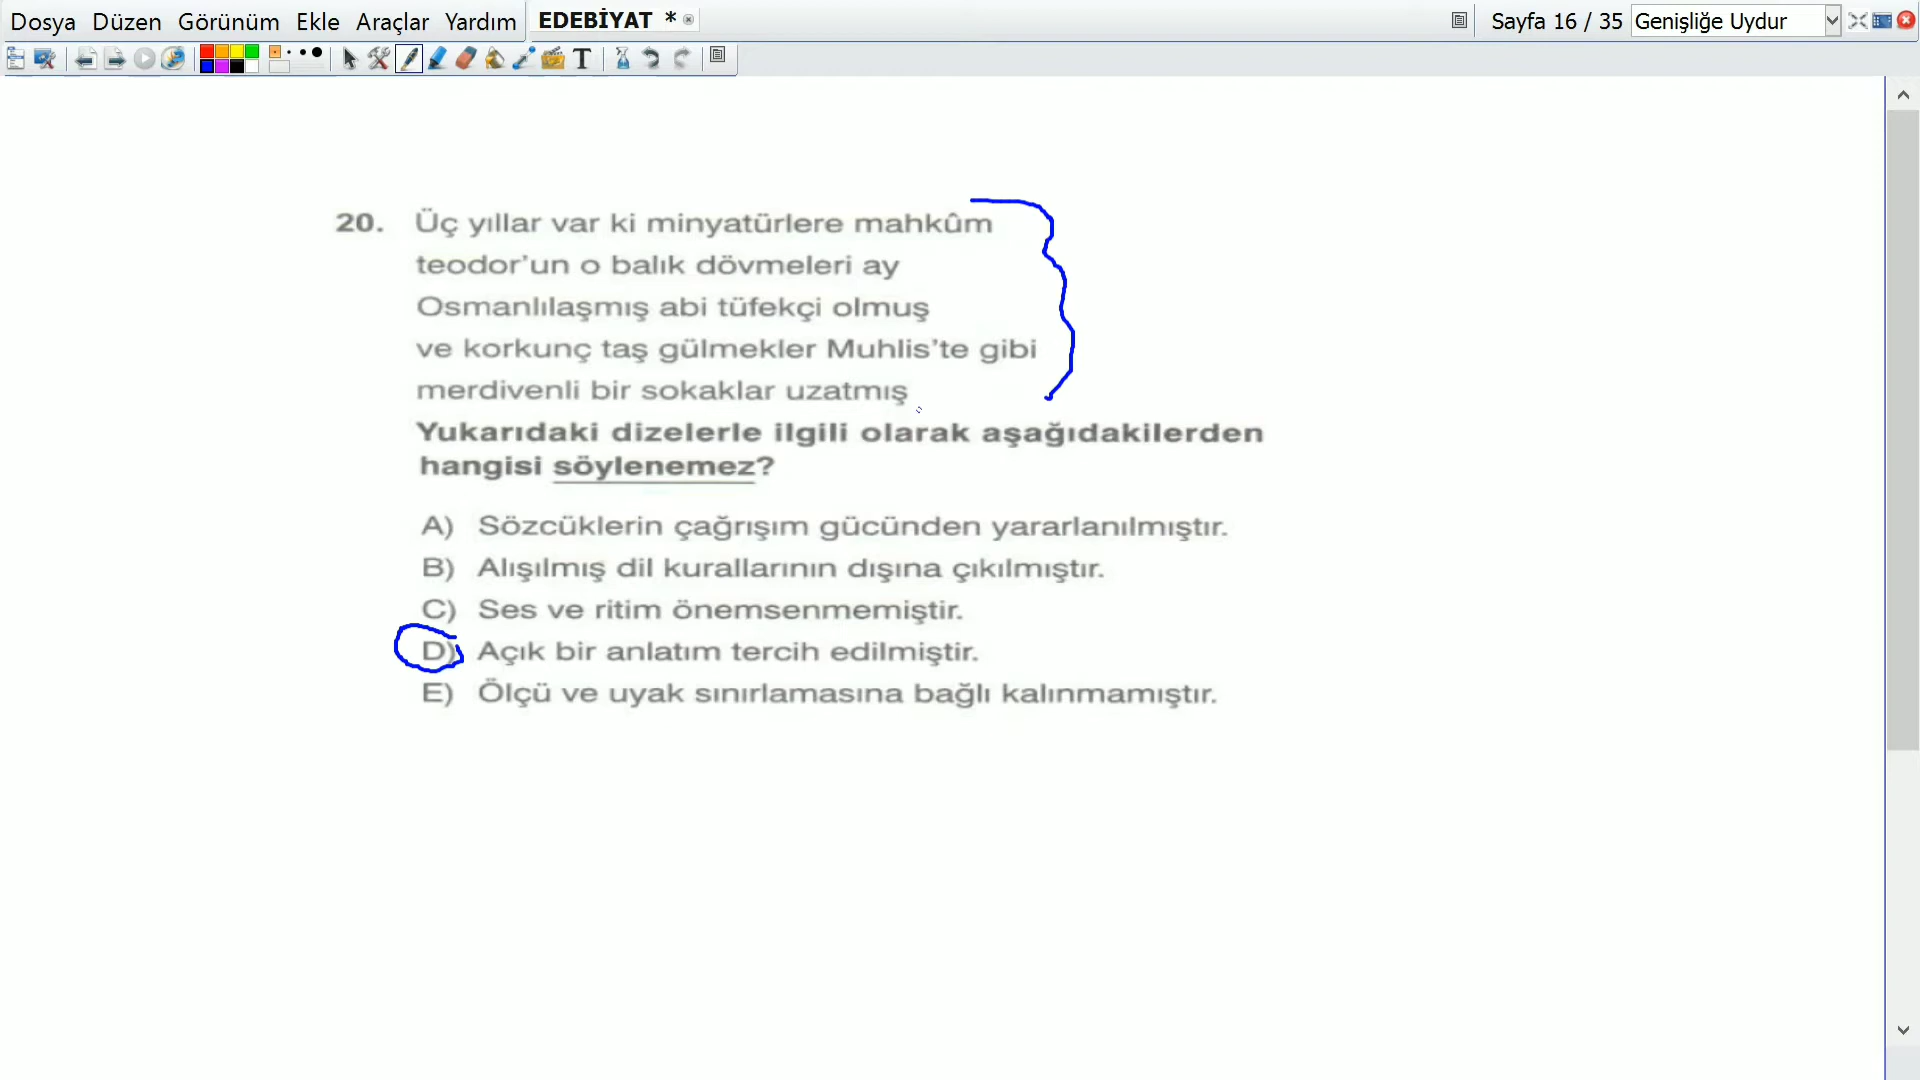 Dosya Düzen Görünüm Ekle Araçlar Yardım EDEBİYAT * Sayfa 16 / 35 Genişliğe Uydur
20. Üç yıllar var ki minyatürlere mahkûm
teodor'un o balık dövmeleri ay
Osmanlılaşmış abi tüfekçi olmuş
ve korkunç taş gülmekler Muhlis'te gibi
merdivenli bir sokaklar uzatmış
Yukarıdaki dizelerle ilgili olarak aşağıdakilerden
hangisi söylenemez?
A) Sözcüklerin çağrışım gücünden yararlanılmıştır.
B) Alışılmış dil kurallarının dışına çıkılmıştır.
C) Ses ve ritim önemsenmemiştir.
D) Açık bir anlatım tercih edilmiştir.
E) Ölçü ve uyak sınırlamasına bağlı kalınmamıştır.